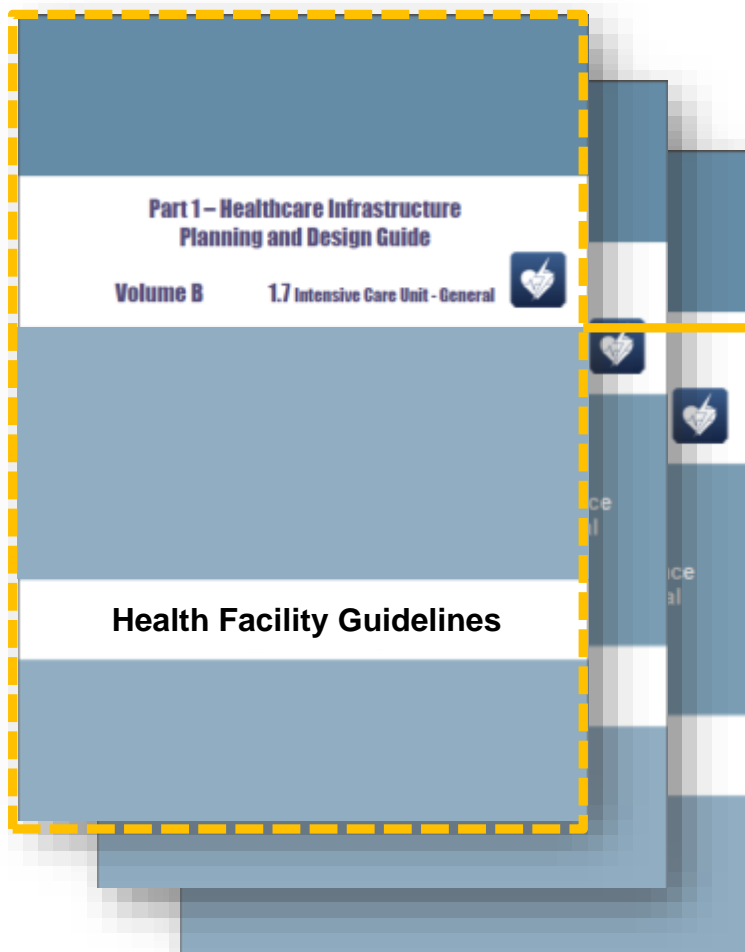 Part 1 – Healthcare Infrastructure
Planning and Design Guide
Volume B 1.7 Intensive Care Unit - General
Health Facility Guidelines